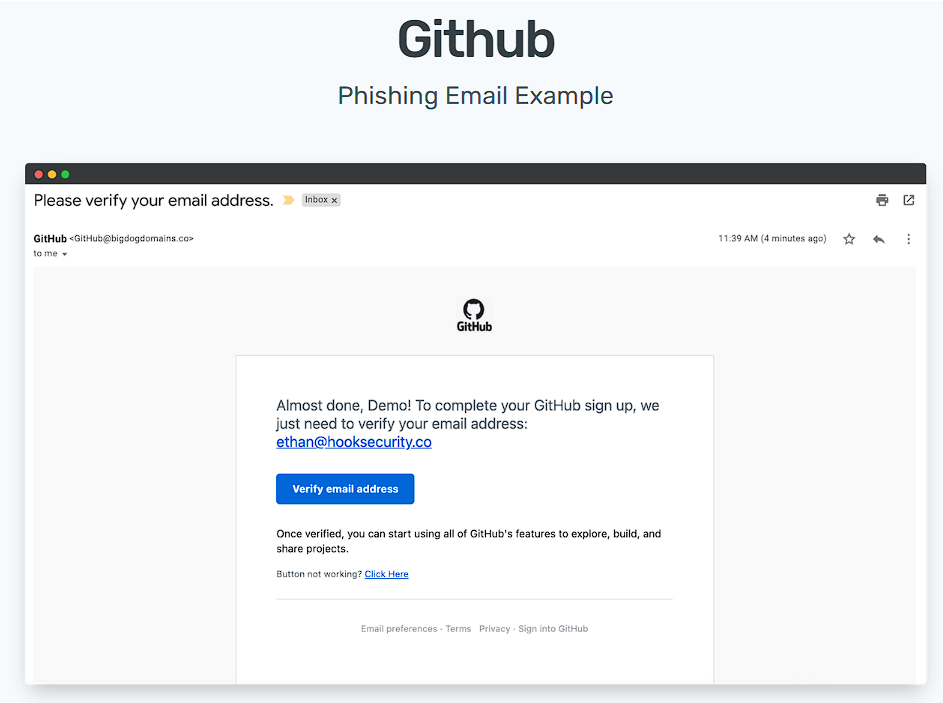 Github
Phishing Email Example
Please verify your email address. Inbox x
GitHub <GitHub@bigdogdomains.co> 11:39 AM (4 minutes ago)
to me
GitHub
Almost done, Demo! To complete your GitHub sign up, we
just need to verify your email address:
ethan@hooksecurity.co
Verify email address
Once verified, you can start using all of GitHub's features to explore, build, and
share projects.
Button not working? Click Here
Email preferences · Terms Privacy · Sign into GitHub